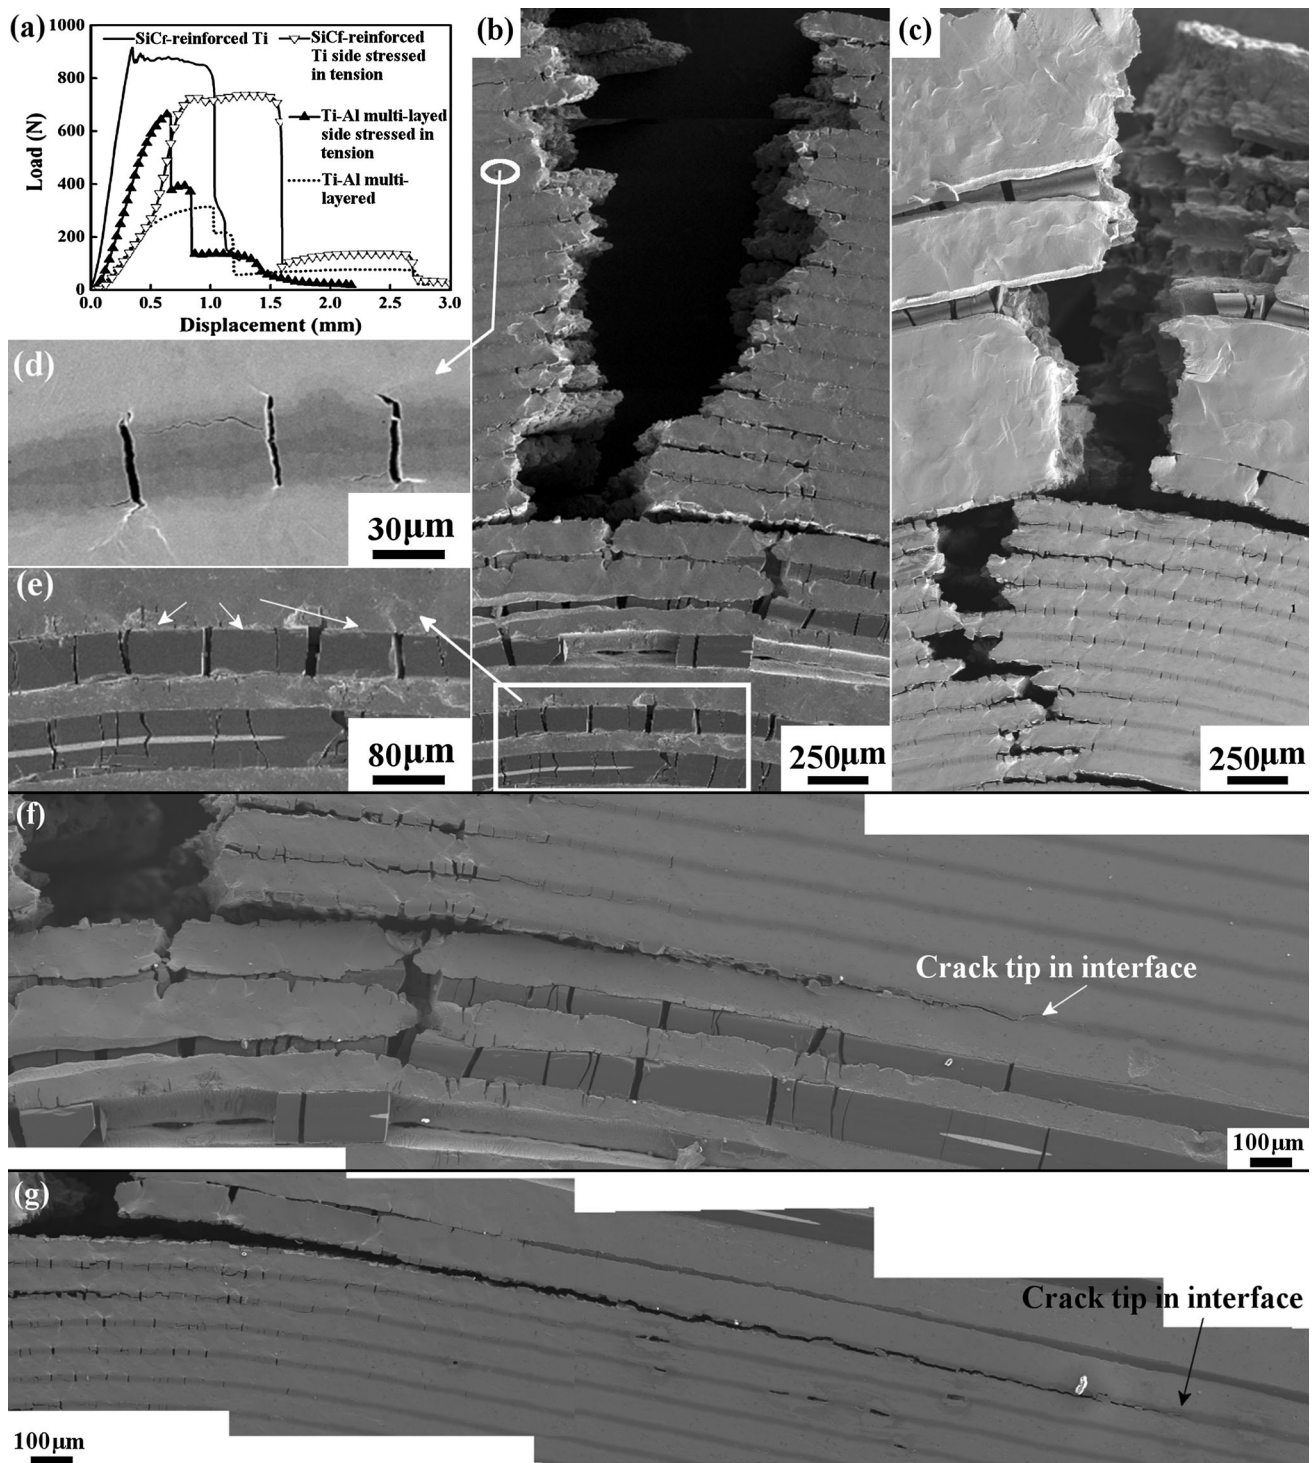 (a)
1000
800
600
400
200
0
Load (N)
0.0 0.5 1.0 1.5 2.0 2.5 3.0
Displacement (mm)
SiCf-reinforced Ti
SiCf-reinforced
Ti side stressed
in tension
Ti-Al multi-layed
side stressed in
tension
Ti-Al multi-
layered
(b)
250μm
(c)
1
250μm
(d)
30μm
(e)
80μm
(f)
Crack tip in interface
100μm
(g)
Crack tip in interface
100μm